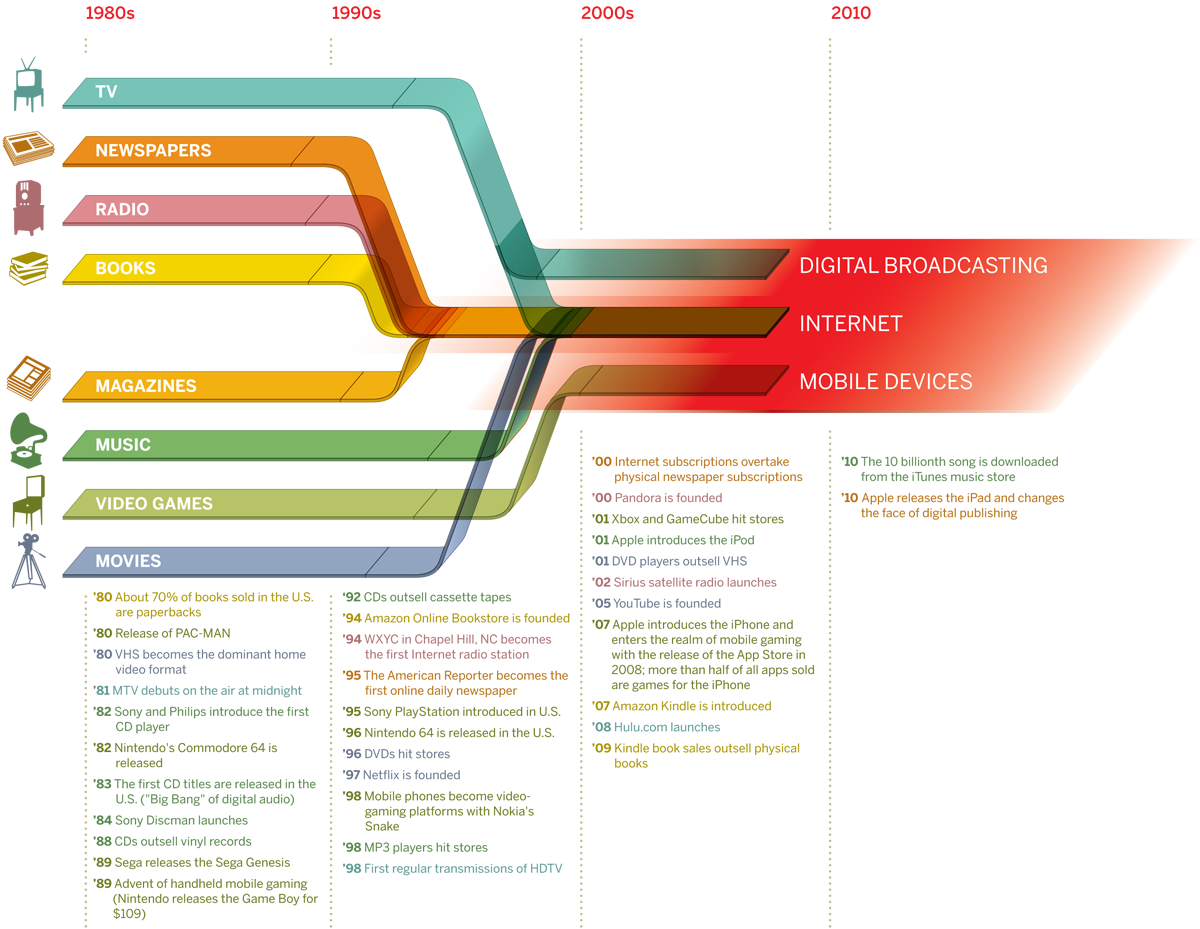 1980s
1990s
2000s
2010
TV
NEWSPAPERS
RADIO
BOOKS
MAGAZINES
MUSIC
VIDEO GAMES
MOVIES
DIGITAL BROADCASTING
INTERNET
MOBILE DEVICES
'80 About 70% of books sold in the U.S.
are paperbacks
'80 Release of PAC-MAN
'80 VHS becomes the dominant home
video format
'81 MTV debuts on the air at midnight
'82 Sony and Philips introduce the first
CD player
'82 Nintendo's Commodore 64 is
released
'83 The first CD titles are released in the
U.S. ("Big Bang" of digital audio)
'84 Sony Discman launches
'88 CDs outsell vinyl records
'89 Sega releases the Sega Genesis
'89 Advent of handheld mobile gaming
(Nintendo releases the Game Boy for
$109)
'92 CDs outsell cassette tapes
'94 Amazon Online Bookstore is founded
'94 WXYC in Chapel Hill, NC becomes
the first Internet radio station
'95 The American Reporter becomes the
first online daily newspaper
'95 Sony PlayStation introduced in U.S.
'96 Nintendo 64 is released in the U.S.
'96 DVDs hit stores
'97 Netflix is founded
'98 Mobile phones become video-
gaming platforms with Nokia's
Snake
'98 MP3 players hit stores
'98 First regular transmissions of HDTV
'00 Internet subscriptions overtake
physical newspaper subscriptions
'00 Pandora is founded
'01 Xbox and GameCube hit stores
'01 Apple introduces the iPod
'01 DVD players outsell VHS
'02 Sirius satellite radio launches
'05 YouTube is founded
'07 Apple introduces the iPhone and
enters the realm of mobile gaming
with the release of the App Store in
2008; more than half of all apps sold
are games for the iPhone
'07 Amazon Kindle is introduced
'08 Hulu.com launches
'09 Kindle book sales outsell physical
books
'10 The 10 billionth song is downloaded
from the iTunes music store
'10 Apple releases the iPad and changes
the face of digital publishing